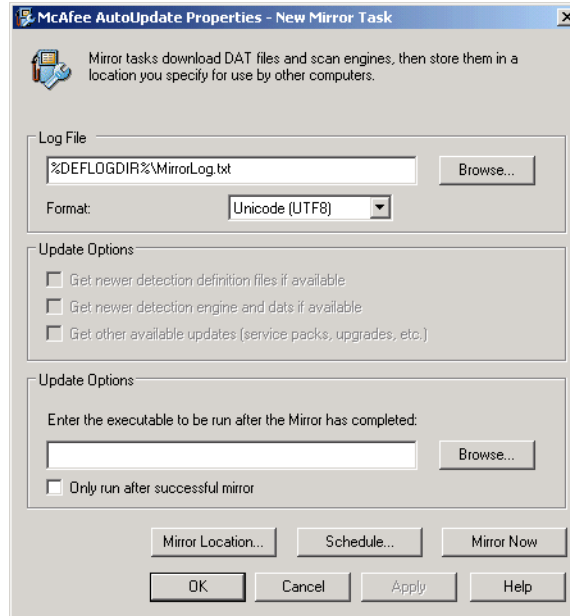 McAfee AutoUpdate Properties - New Mirror Task
Mirror tasks download DAT files and scan engines, then store them in a
location you specify for use by other computers.
Log File
%DEFLOGDIR%\MirrorLog.txt
Browse...
Format:
Unicode (UTF8)
Update Options
Get newer detection definition files if available
Get newer detection engine and dats if available
Get other available updates (service packs, upgrades, etc.)
Update Options
Enter the executable to be run after the Mirror has completed:
Browse...
Only run after successful mirror
Mirror Location...
Schedule...
Mirror Now
OK
Cancel
Apply
Help